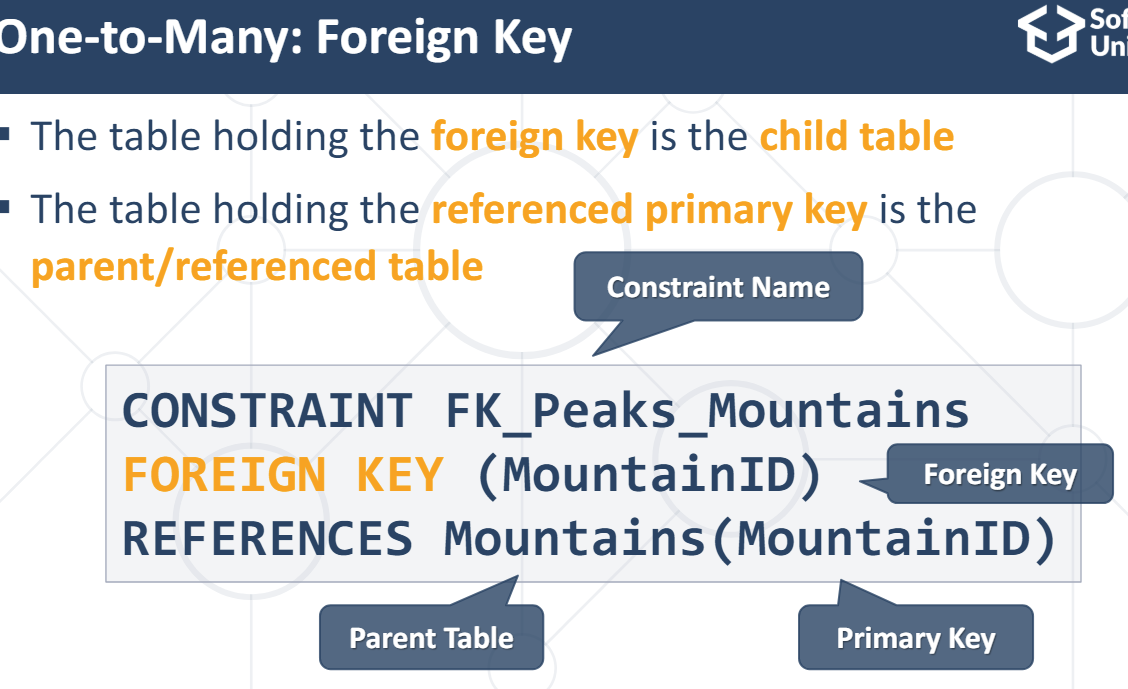 One-to-Many: Foreign Key
Sof
Uni
▪ The table holding the foreign key is the child table
▪ The table holding the referenced primary key is the
parent/referenced table
Constraint Name
CONSTRAINT FK_Peaks_Mountains
FOREIGN KEY (MountainID)
Foreign Key
REFERENCES Mountains(MountainID)
Parent Table
Primary Key